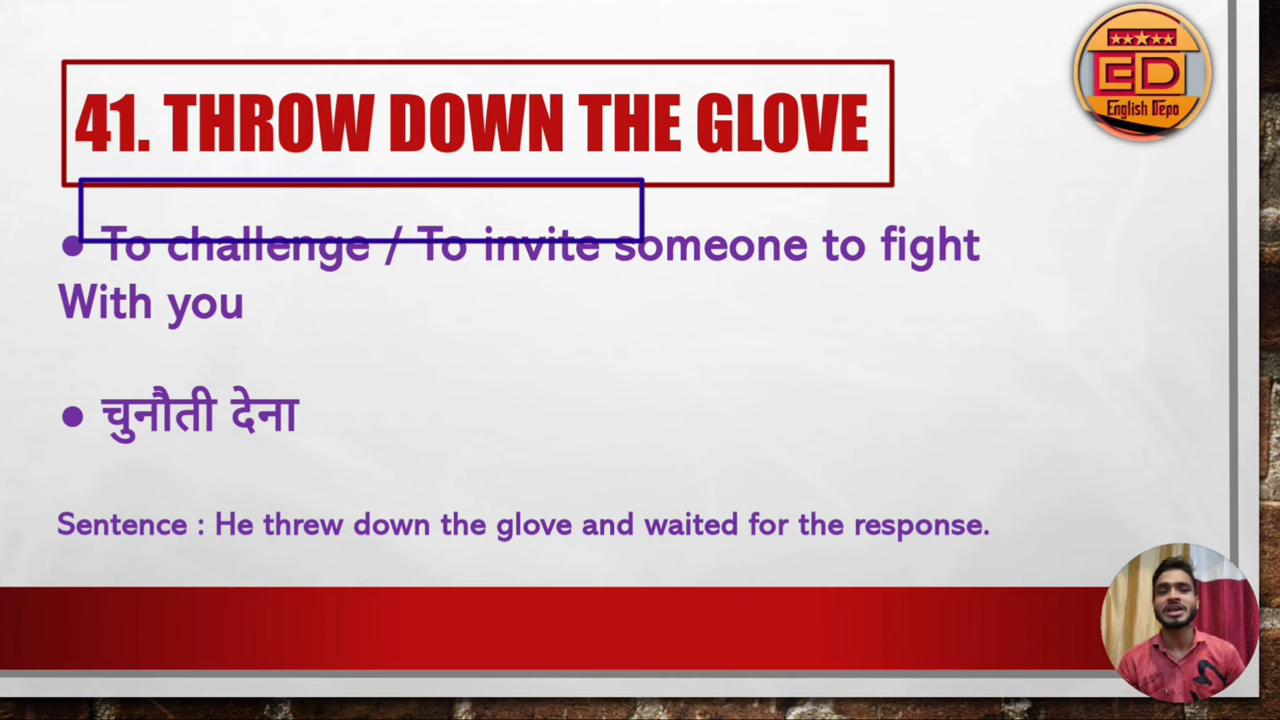 41. THROW DOWN THE GLOVE
ED
English Depo
● To challenge / To invite someone to fight
With you
● चुनौती देना
Sentence : He threw down the glove and waited for the response.